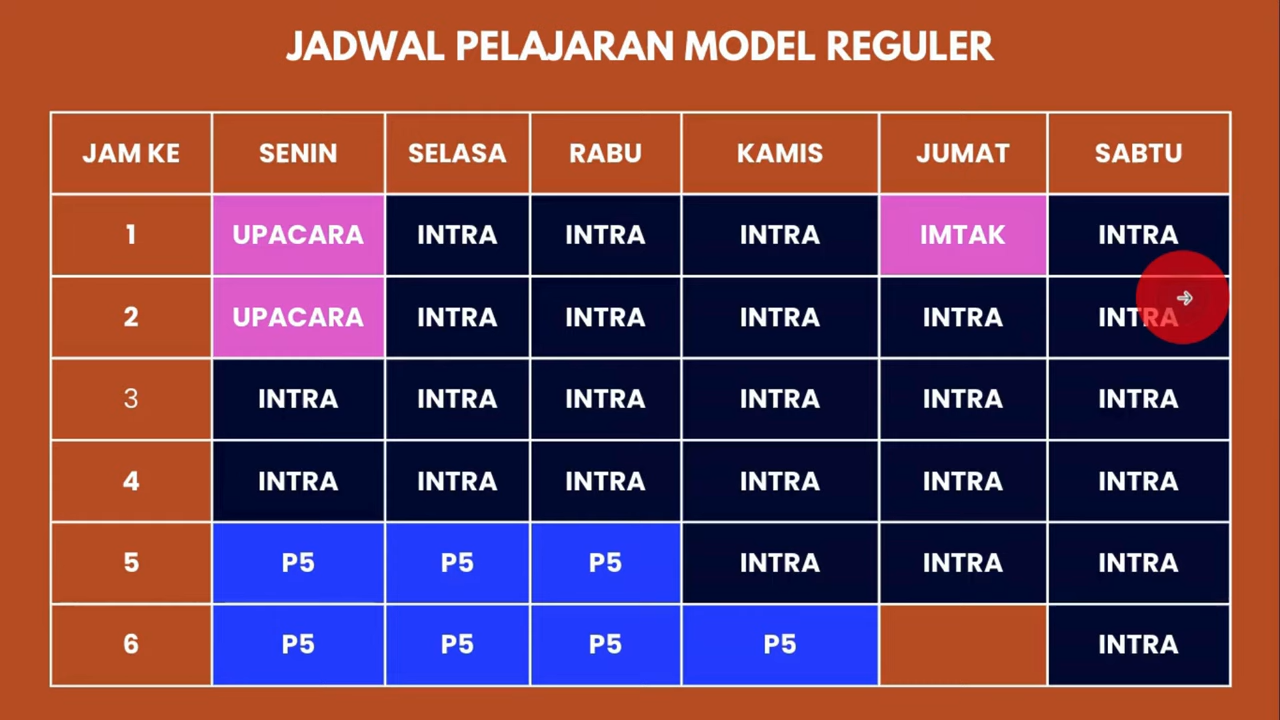 JADWAL PELAJARAN MODEL REGULER
JAM KE SENIN SELASA RABU KAMIS JUMAT SABTU
1 UPACARA INTRA INTRA INTRA IMTAK INTRA
2 UPACARA INTRA INTRA INTRA INTRA INTRA
3 INTRA INTRA INTRA INTRA INTRA INTRA
4 INTRA INTRA INTRA INTRA INTRA INTRA
5 P5 P5 P5 INTRA INTRA INTRA
6 P5 P5 P5 P5 INTRA